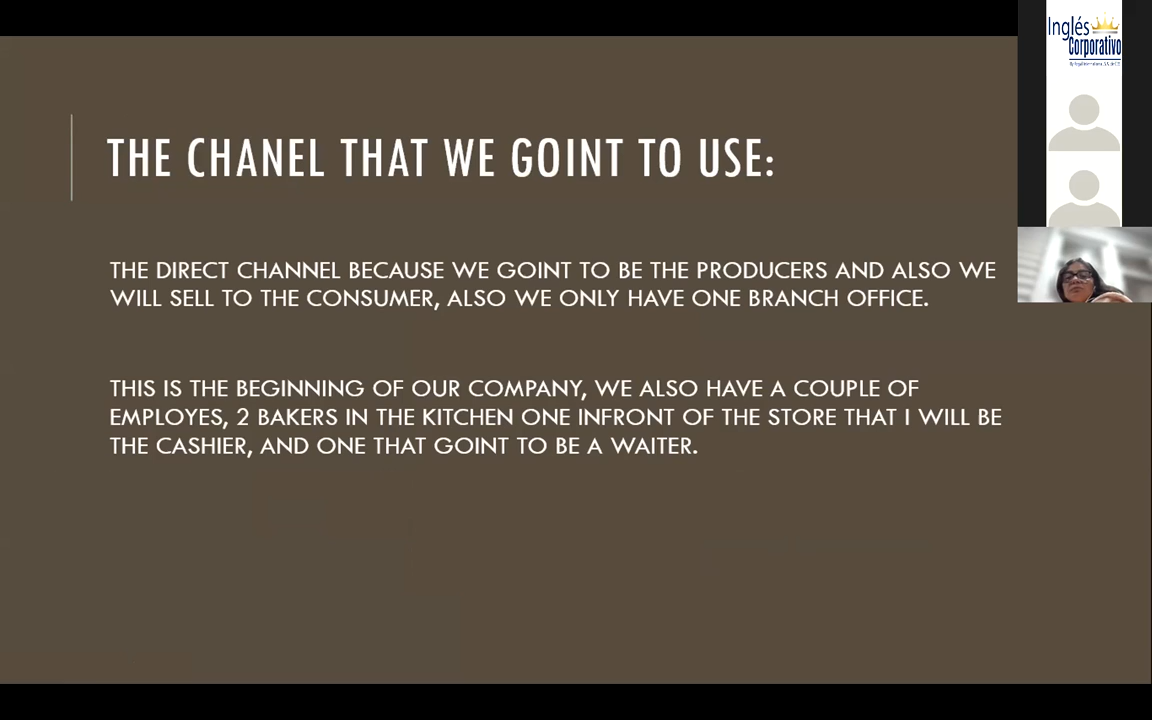 THE CHANEL THAT WE GOINT TO USE:
THE DIRECT CHANNEL BECAUSE WE GOINT TO BE THE PRODUCERS AND ALSO WE
WILL SELL TO THE CONSUMER, ALSO WE ONLY HAVE ONE BRANCH OFFICE.
THIS IS THE BEGINNING OF OUR COMPANY, WE ALSO HAVE A COUPLE OF
EMPLOYES, 2 BAKERS IN THE KITCHEN ONE INFRONT OF THE STORE THAT I WILL BE
THE CASHIER, AND ONE THAT GOINT TO BE A WAITER.
Inglés
Corporativo